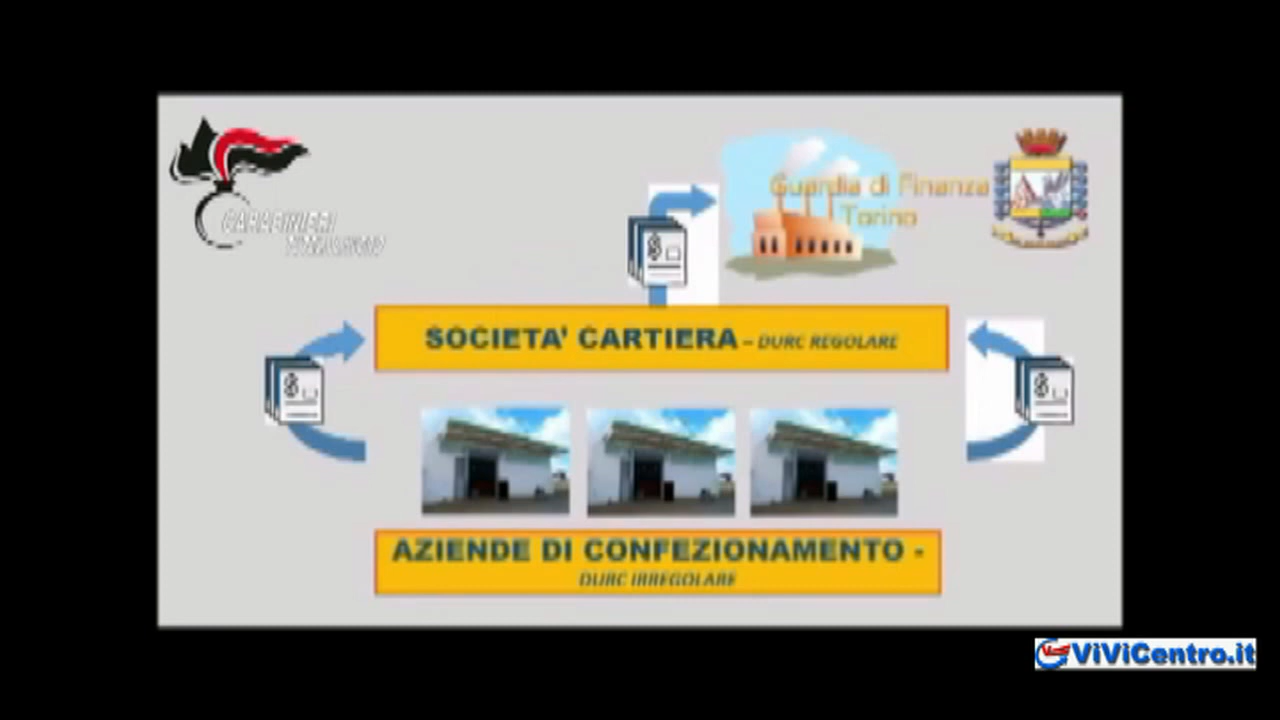 CARABINIERI
Guardia di Finanza
Torino
$
SOCIETA' CARTIERA – DURC REGOLARE
$
$
AZIENDE DI CONFEZIONAMENTO -
DURC IRREGOLARE
ViViCentro.it